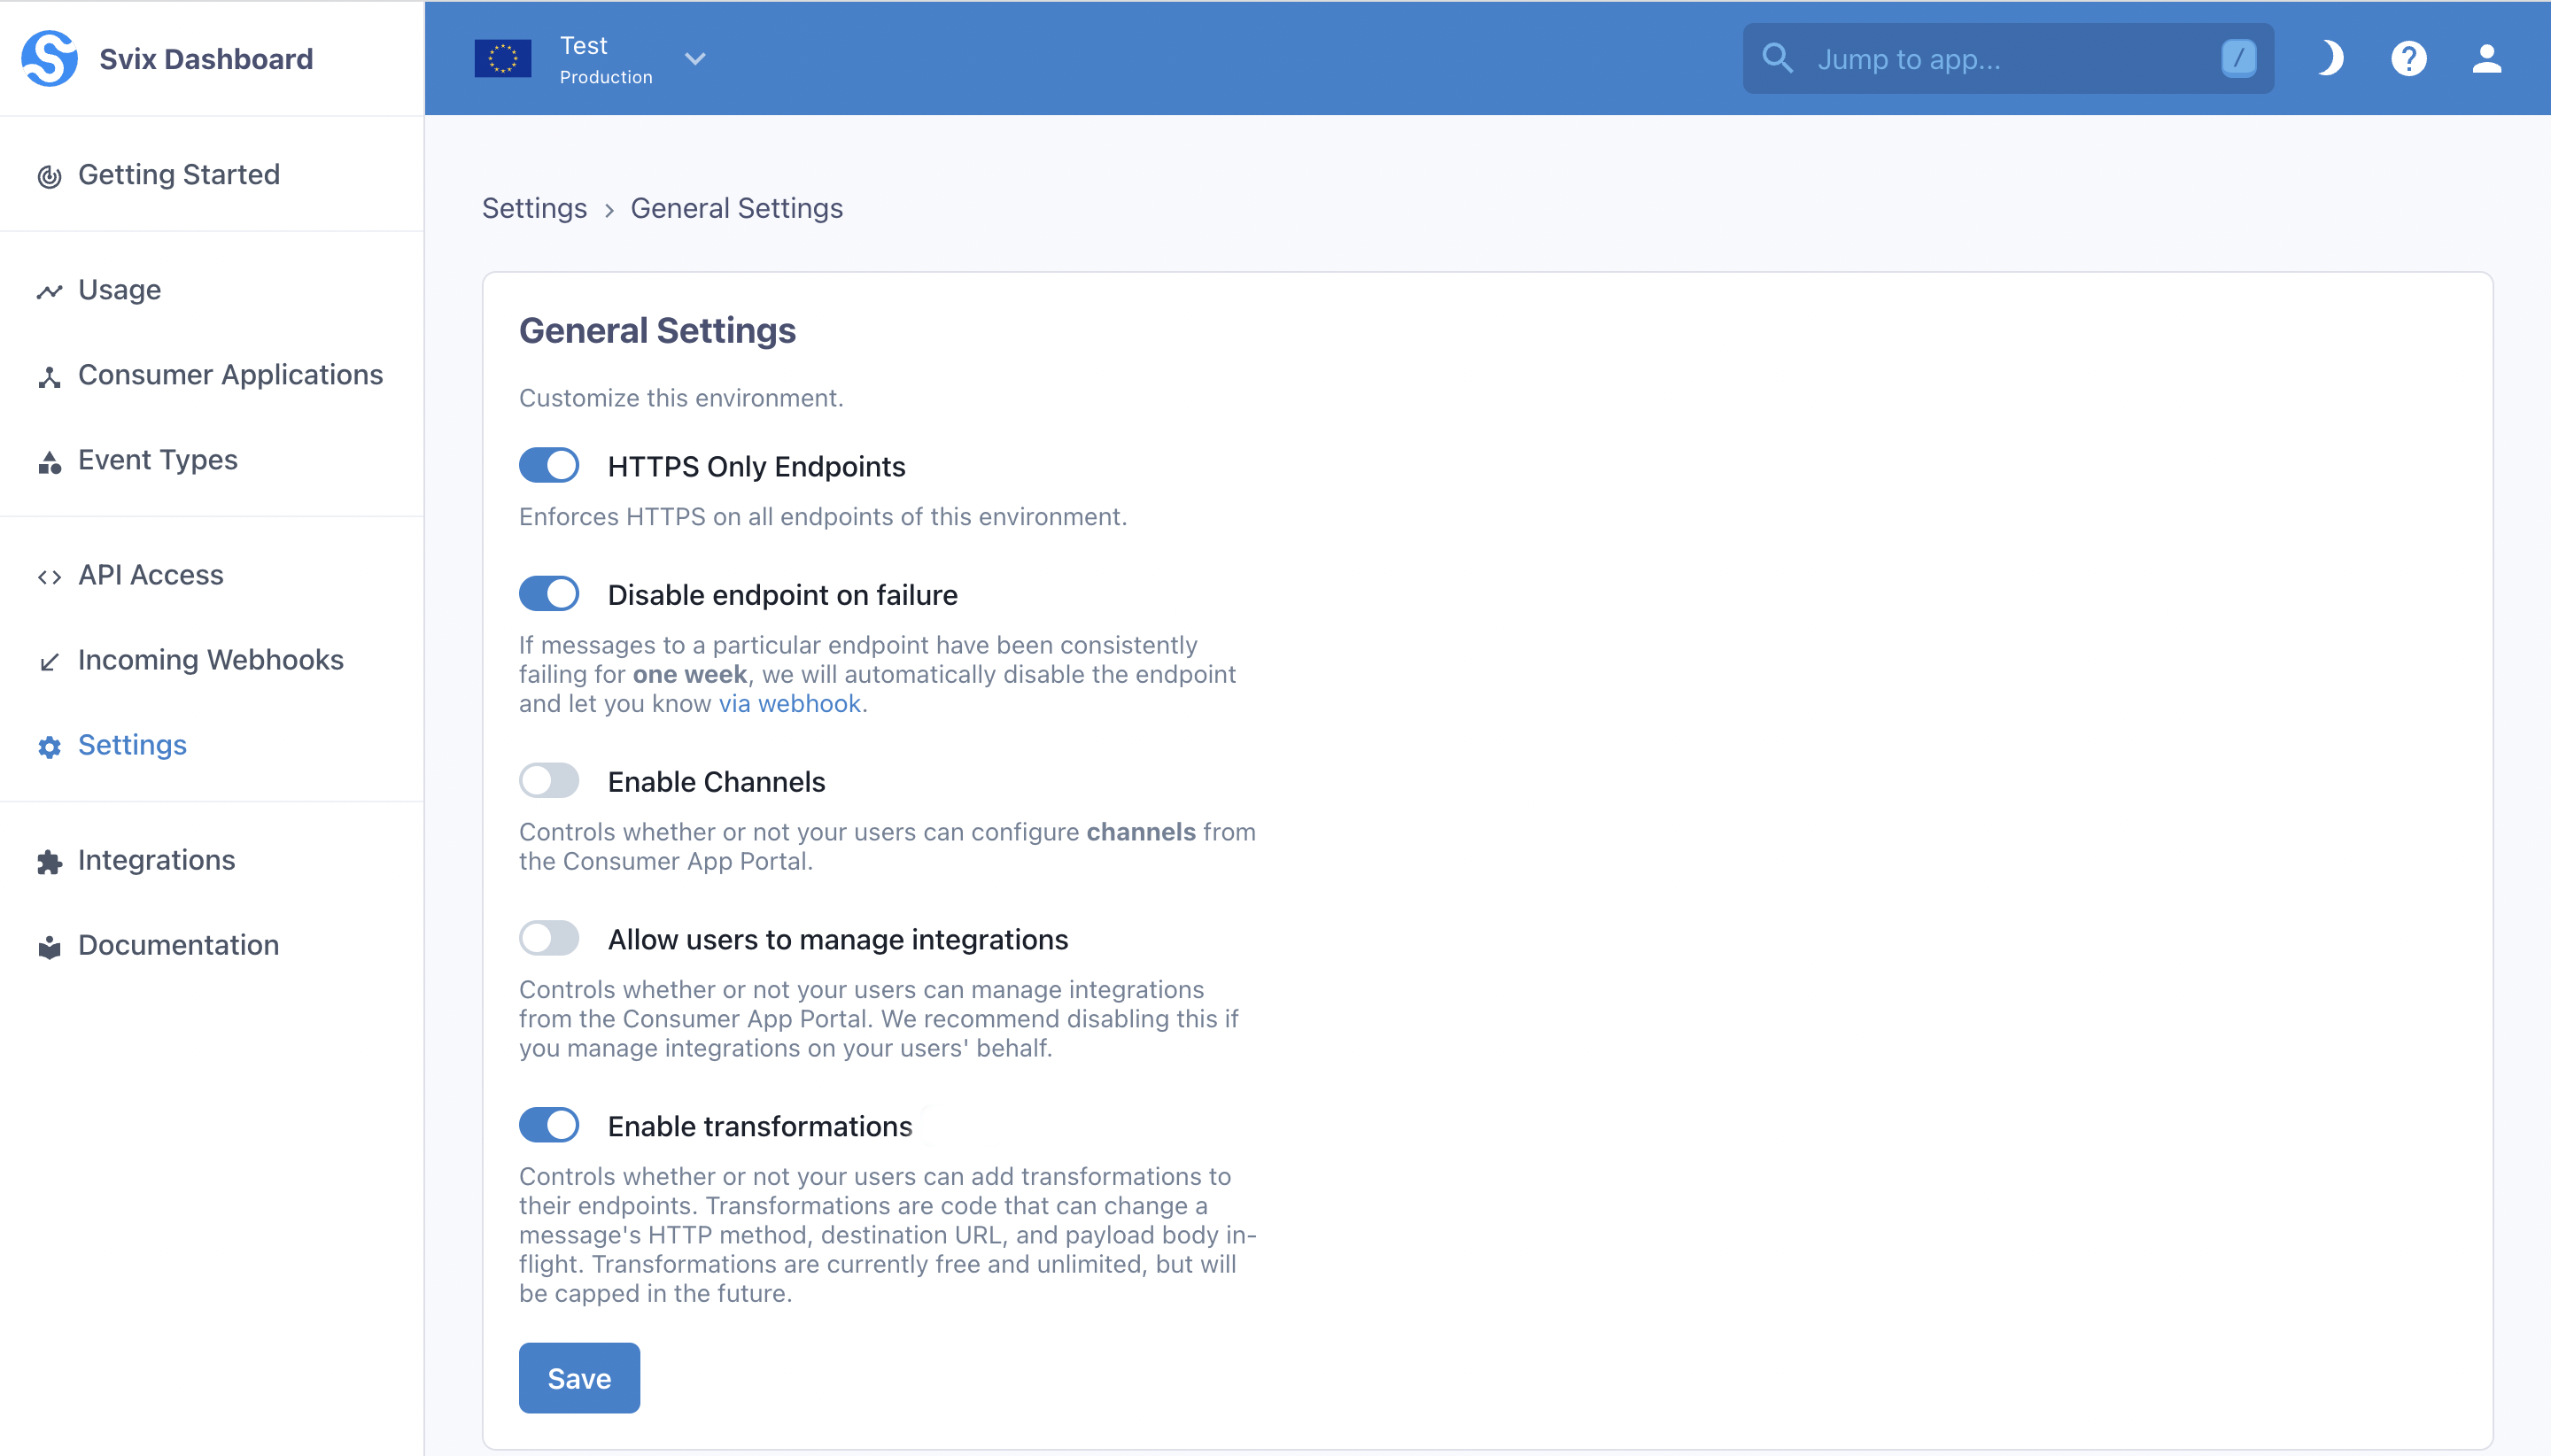 Svix Dashboard
Test
Production
Jump to app...
/
Getting Started
Usage
Consumer Applications
Event Types
API Access
Incoming Webhooks
Settings
Integrations
Documentation
Settings › General Settings
General Settings
Customize this environment.
HTTPS Only Endpoints
Enforces HTTPS on all endpoints of this environment.
Disable endpoint on failure
If messages to a particular endpoint have been consistently
failing for one week, we will automatically disable the endpoint
and let you know via webhook.
Enable Channels
Controls whether or not your users can configure channels from
the Consumer App Portal.
Allow users to manage integrations
Controls whether or not your users can manage integrations
from the Consumer App Portal. We recommend disabling this if
you manage integrations on your users' behalf.
Enable transformations
Controls whether or not your users can add transformations to
their endpoints. Transformations are code that can change a
message's HTTP method, destination URL, and payload body in-
flight. Transformations are currently free and unlimited, but will
be capped in the future.
Save